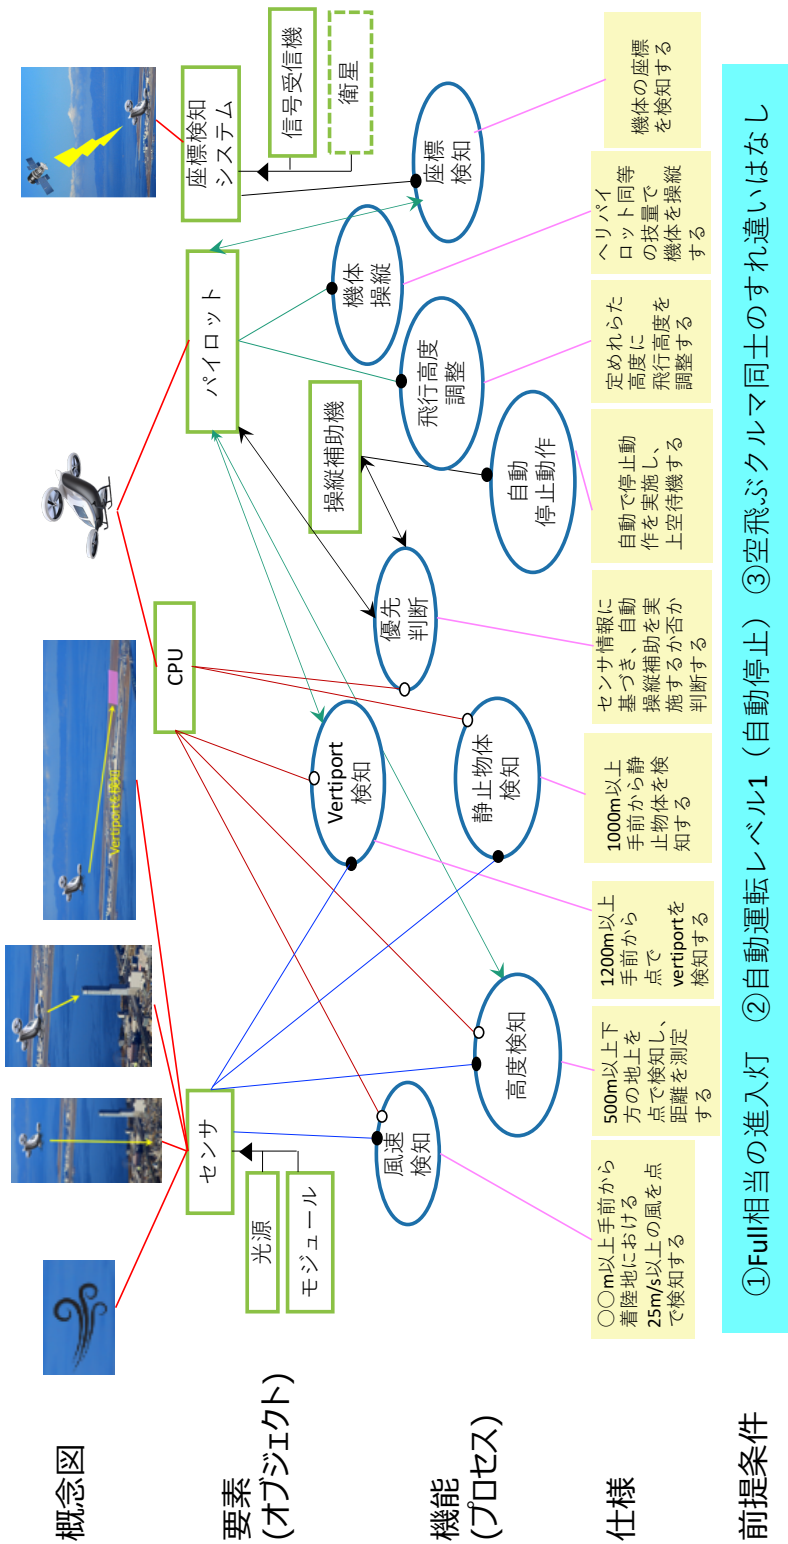 概念図
Vertiportを検知
要素
(オブジェクト)
センサ
光源
モジュール
CPU
パイロット
操縦補助機
座標検知
システム
信号受信機
衛星
機能
(プロセス)
風速
検知
高度検知
Vertiport
検知
静止物体
検知
優先
判断
自動
停止動作
飛行高度
調整
機体
操縦
座標
検知
仕様
〇〇m以上手前から
着陸地における
25m/s以上の風を点
で検知する
500m以上下
方の地上を
点で検知し、
距離を測定
する
1200m以上
手前から
点で
vertiportを
検知する
1000m以上
手前から静
止物体を検
知する
センサ情報に
基づき、自動
操縦補助を実
施するか否か
判断する
自動で停止動
作を実施し、
上空待機する
定めれらた
高度に
飛行高度を
調整する
ヘリパイ
ロット同等
の技量で
機体を操縦
する
機体の座標
を検知する
前提条件
①Full相当の進入灯 ②自動運転レベル1（自動停止） ③空飛ぶクルマ同士のすれ違いはなし